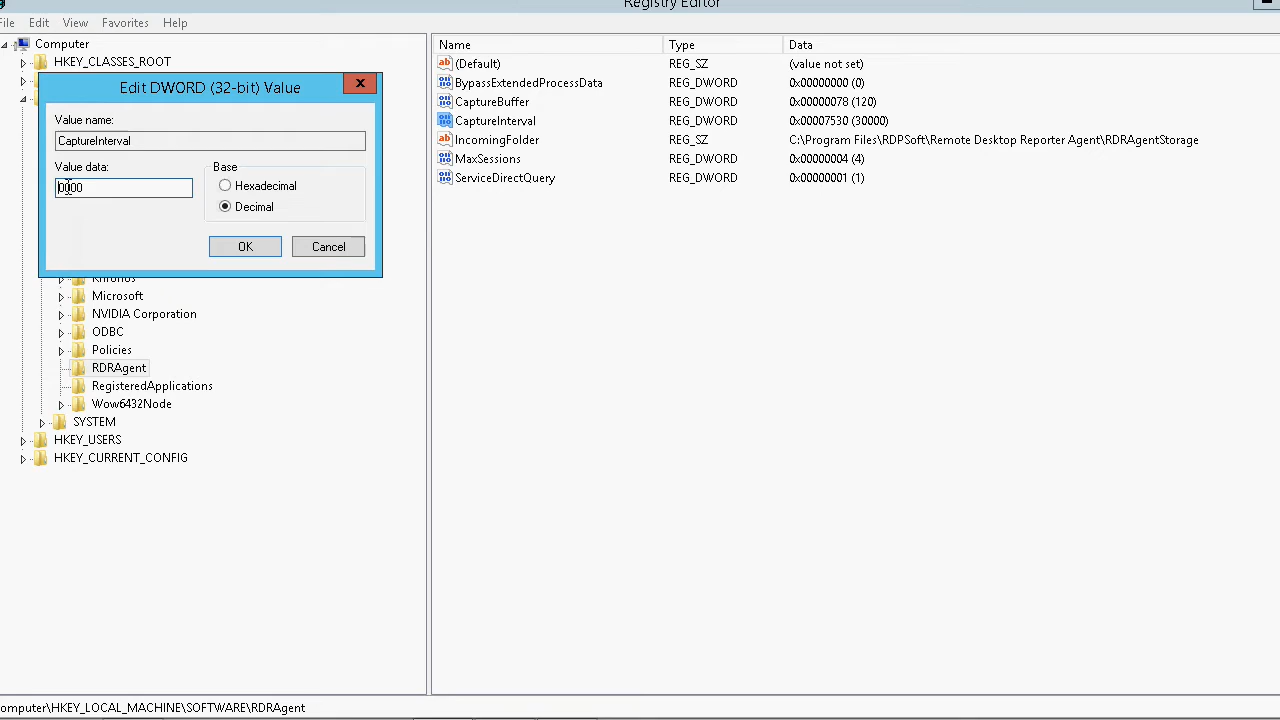 Registry Editor
File Edit View Favorites Help
Computer
HKEY_CLASSES_ROOT
Edit DWORD (32-bit) Value
Value name:
CaptureInterval
Value data:
0000
Base
Hexadecimal
Decimal
OK Cancel
Khronos
Microsoft
NVIDIA Corporation
ODBC
Policies
RDRAgent
RegisteredApplications
Wow6432Node
SYSTEM
HKEY_USERS
HKEY_CURRENT_CONFIG
Name Type Data
(Default) REG_SZ (value not set)
BypassExtendedProcessData REG_DWORD 0x00000000 (0)
CaptureBuffer REG_DWORD 0x00000078 (120)
CaptureInterval REG_DWORD 0x00007530 (30000)
IncomingFolder REG_SZ C:\Program Files\RDPSoft\Remote Desktop Reporter Agent\RDRAgentStorage
MaxSessions REG_DWORD 0x00000004 (4)
ServiceDirectQuery REG_DWORD 0x00000001 (1)
omputer\HKEY_LOCAL_MACHINE\SOFTWARE\RDRAgent